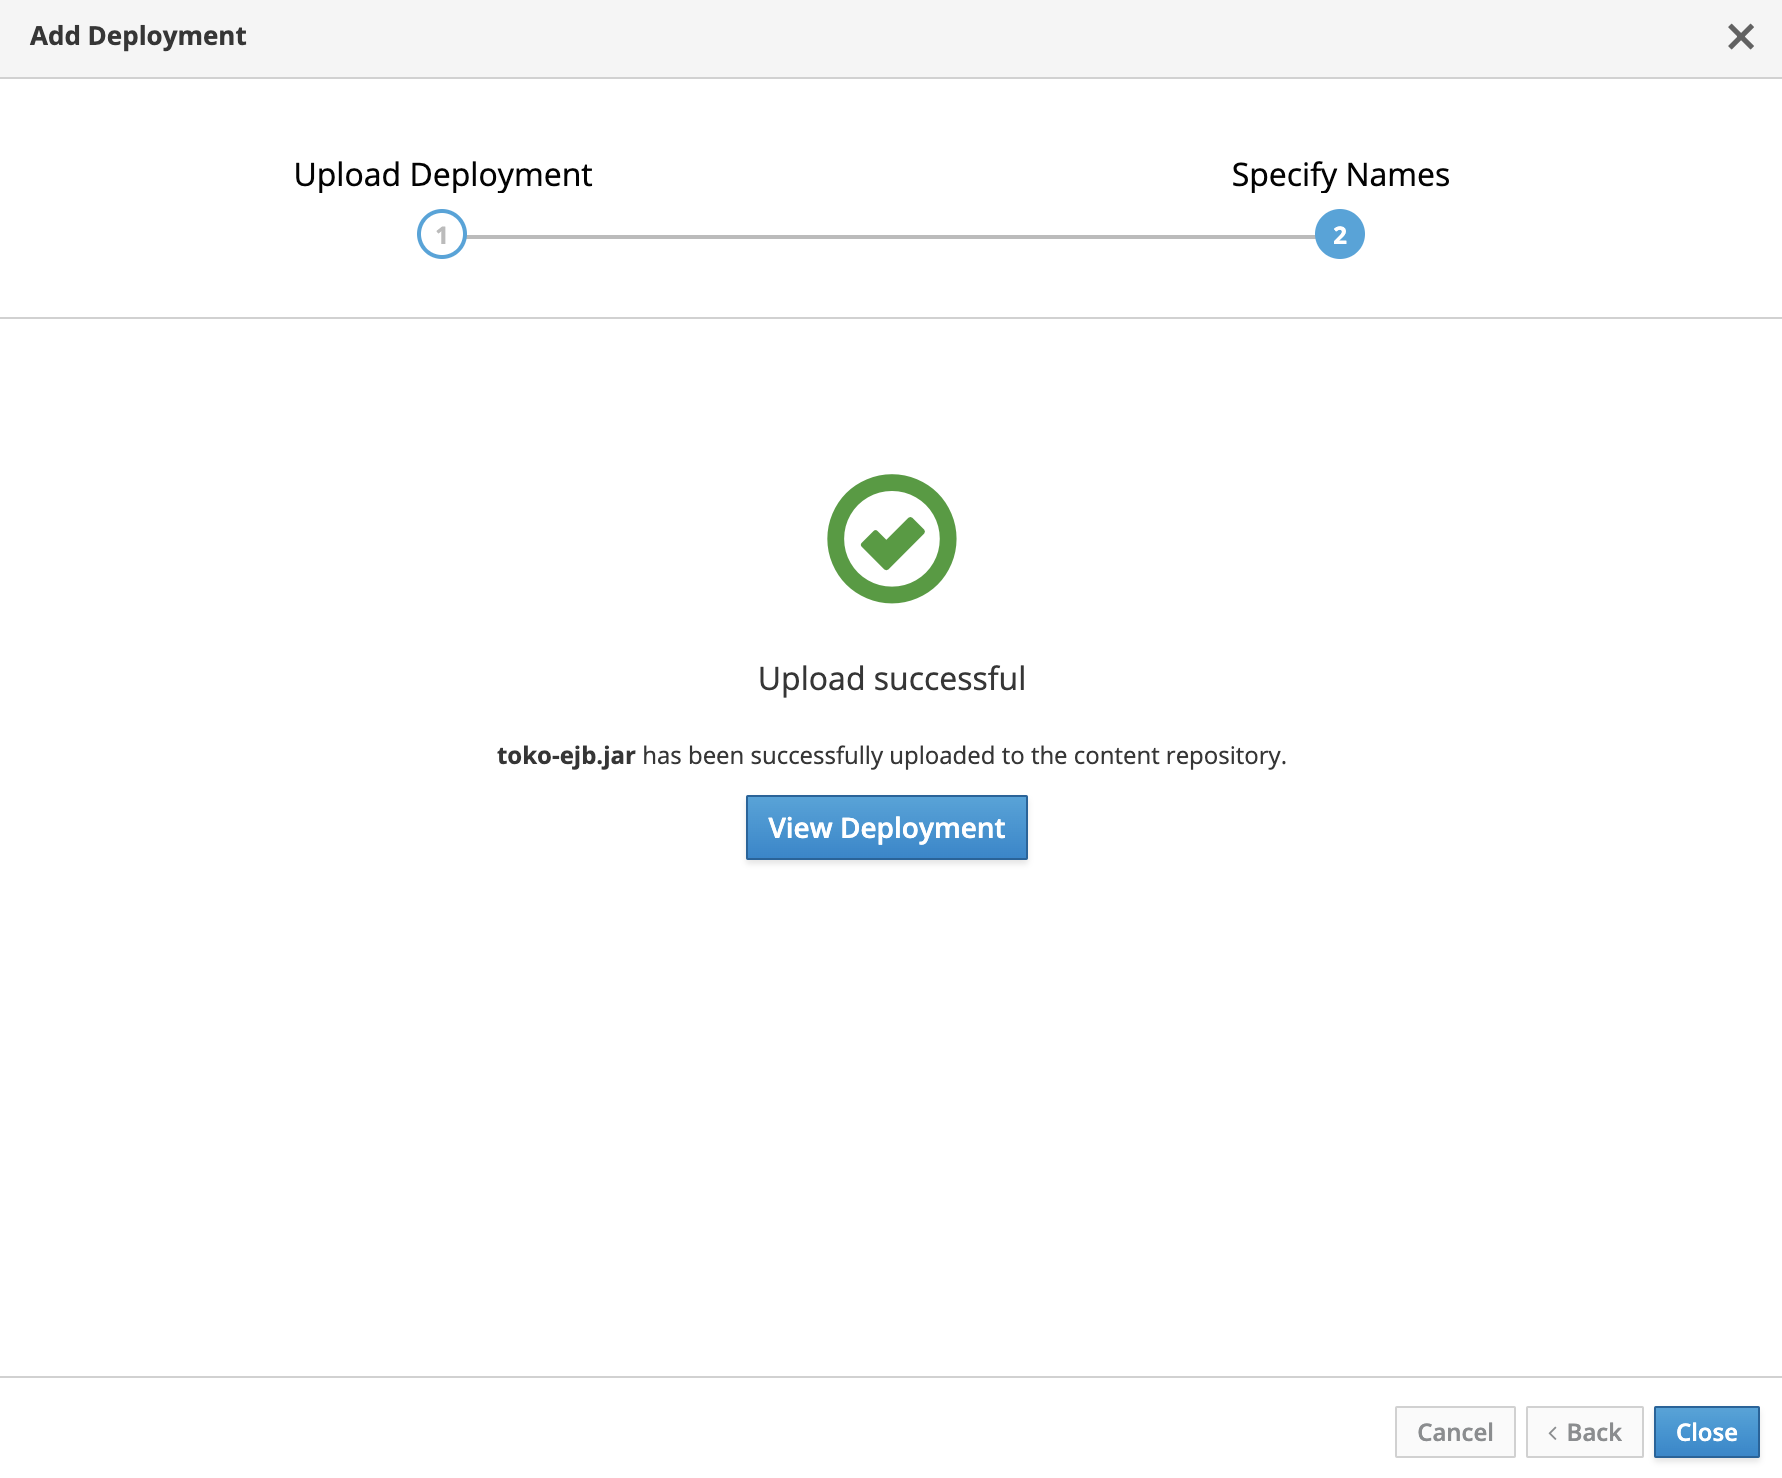 Add Deployment
Upload Deployment
Specify Names
1
2
Upload successful
toko-ejb.jar has been successfully uploaded to the content repository.
View Deployment
Cancel
< Back
Close